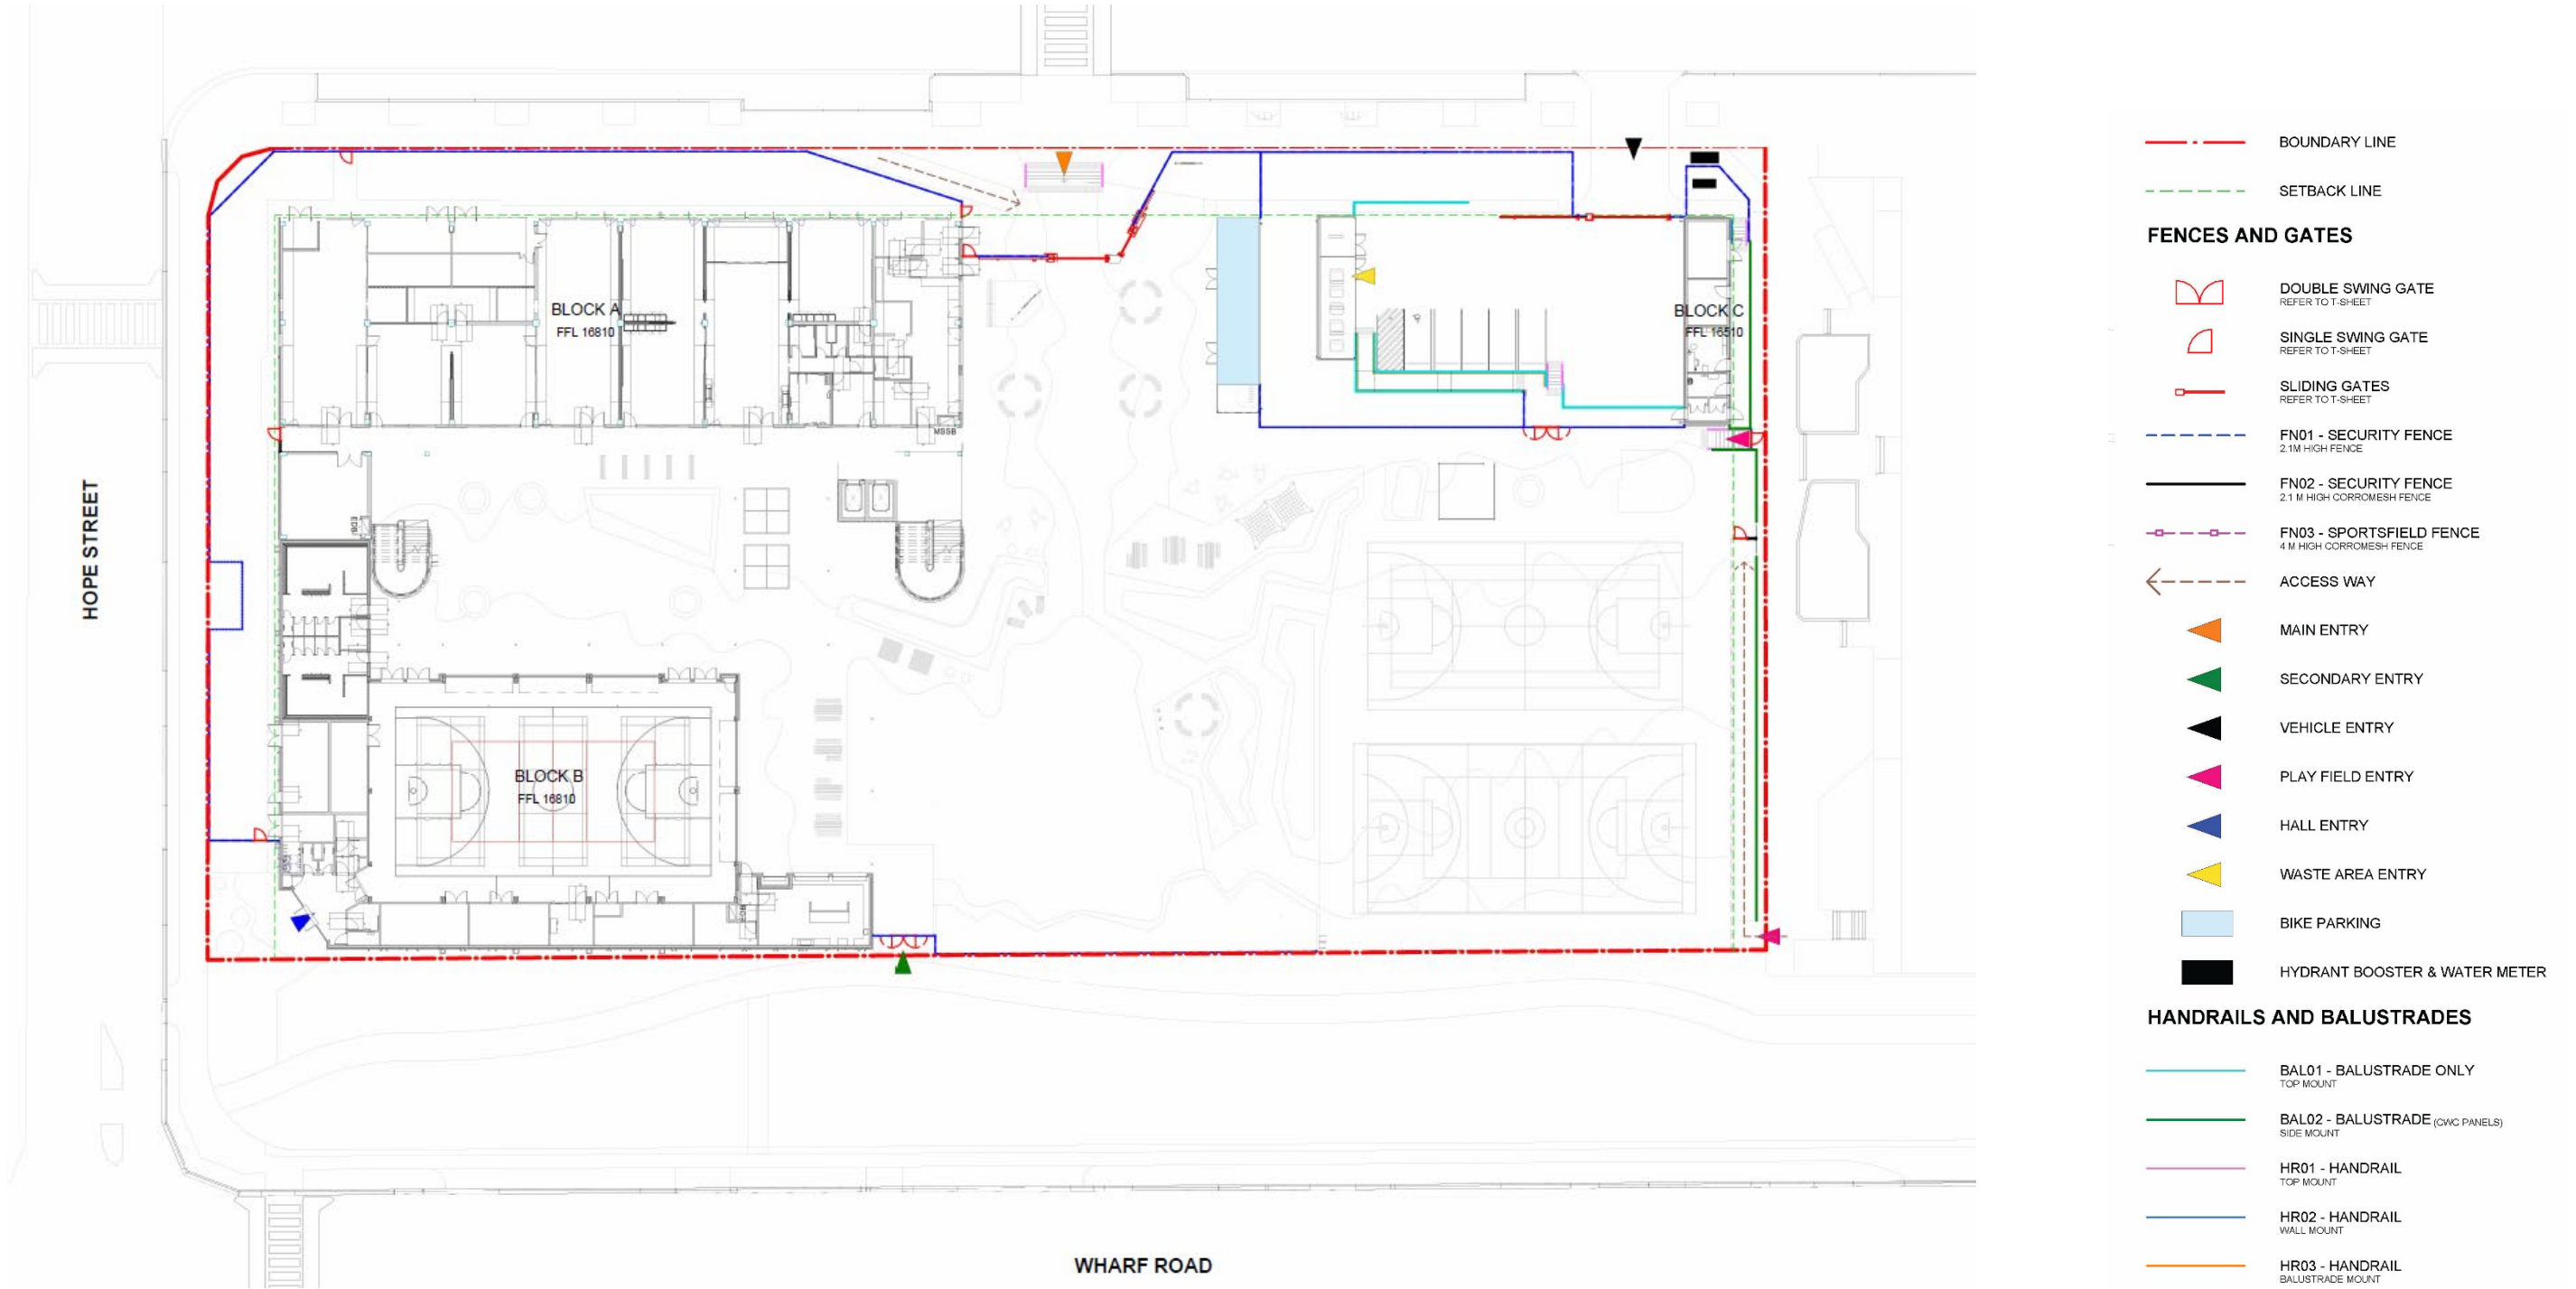 BOUNDARY LINE
SETBACK LINE
FENCES AND GATES
DOUBLE SWING GATE
REFER TO T-SHEET
SINGLE SWING GATE
REFER TO T-SHEET
SLIDING GATES
REFER TO T-SHEET
FN01 - SECURITY FENCE
2.1M HIGH FENCE
FN02 - SECURITY FENCE
2.1 M HIGH CORROMESH FENCE
FN03 - SPORTSFIELD FENCE
4 M HIGH CORROMESH FENCE
ACCESS WAY
MAIN ENTRY
SECONDARY ENTRY
VEHICLE ENTRY
PLAY FIELD ENTRY
HALL ENTRY
WASTE AREA ENTRY
BIKE PARKING
HYDRANT BOOSTER & WATER METER
HANDRAILS AND BALUSTRADES
BAL01 - BALUSTRADE ONLY
TOP MOUNT
BAL02 - BALUSTRADE (CWC PANELS)
SIDE MOUNT
HR01 - HANDRAIL
TOP MOUNT
HR02 - HANDRAIL
WALL MOUNT
HR03 - HANDRAIL
BALUSTRADE MOUNT
BLOCK A
FFL 16810
BLOCK C
FFL 16510
MSSB
EDB
HOPE STREET
BLOCK B
FFL 16810
EDB
WHARF ROAD